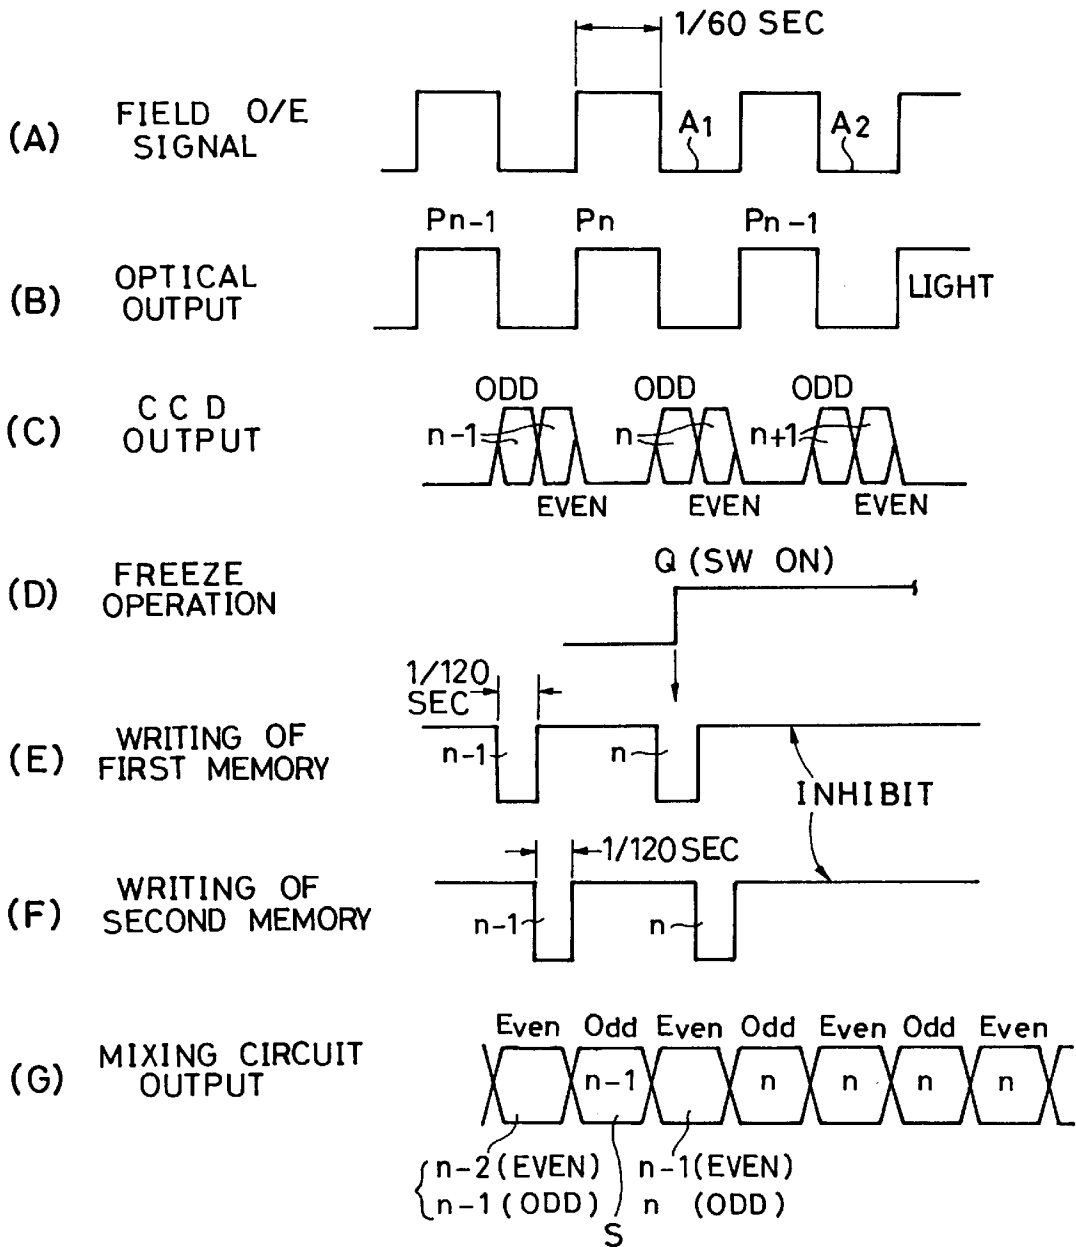 1/60 SEC
(A) FIELD O/E SIGNAL
A1 A2
Pn-1 Pn Pn-1
(B) OPTICAL OUTPUT
LIGHT
ODD ODD ODD
(C) CCD OUTPUT
n-1 n n+1
EVEN EVEN EVEN
Q (SW ON)
(D) FREEZE OPERATION
1/120 SEC
(E) WRITING OF FIRST MEMORY
n-1 n
INHIBIT
1/120 SEC
(F) WRITING OF SECOND MEMORY
n-1 n
Even Odd Even Odd Even Odd Even
(G) MIXING CIRCUIT OUTPUT
n-1 n n n n
n-2 (EVEN) n-1 (EVEN)
n-1 (ODD) n (ODD)
S